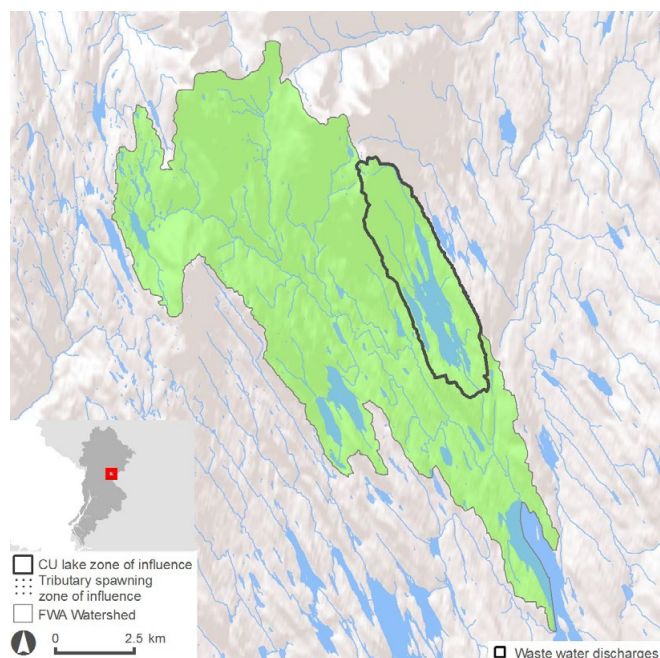 CU lake zone of influence
Tributary spawning
zone of influence
FWA Watershed
0 2.5 km
Waste water discharges